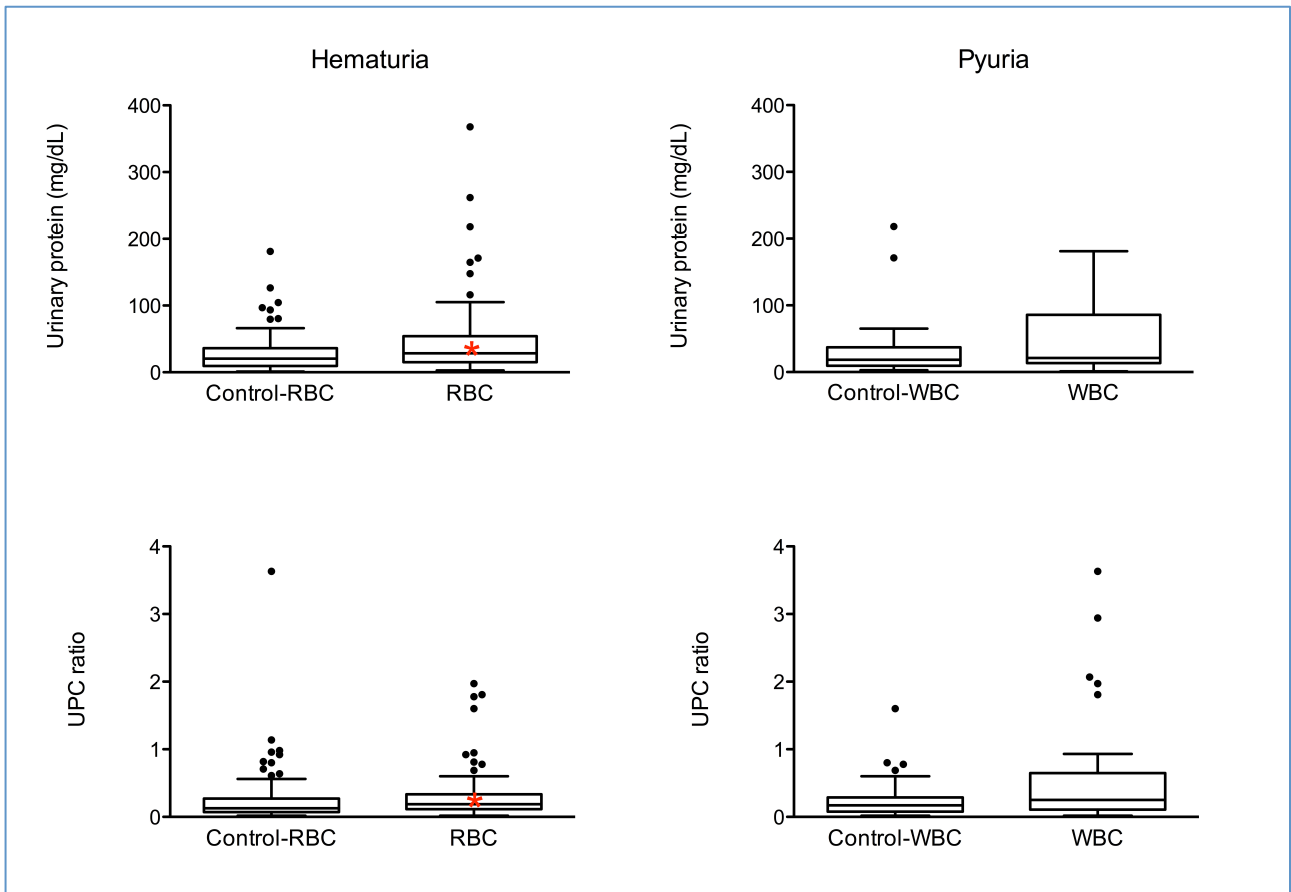 Hematuria
Pyuria
Urinary protein (mg/dL)
400
300
200
100
0
Control-RBC
RBC
Urinary protein (mg/dL)
400
300
200
100
0
Control-WBC
WBC
UPC ratio
4
3
2
1
0
Control-RBC
RBC
UPC ratio
4
3
2
1
0
Control-WBC
WBC